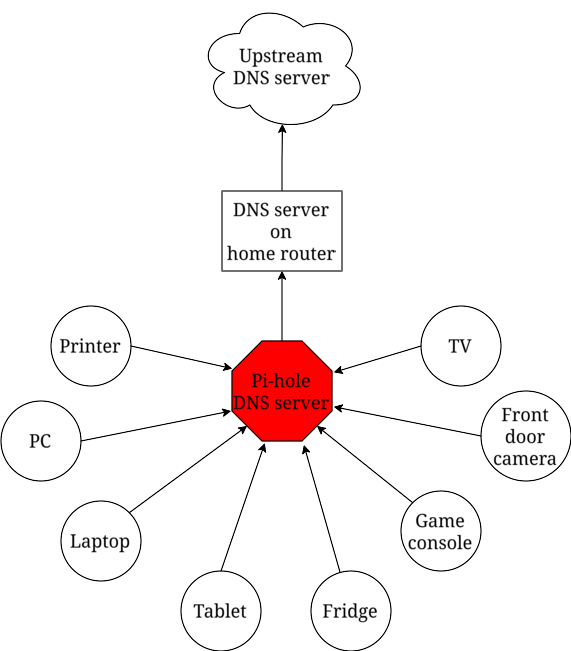 Upstream
DNS server
DNS server
on
home router
Printer
TV
Pi-hole
DNS server
PC
Front
door
camera
Laptop
Game
console
Tablet
Fridge